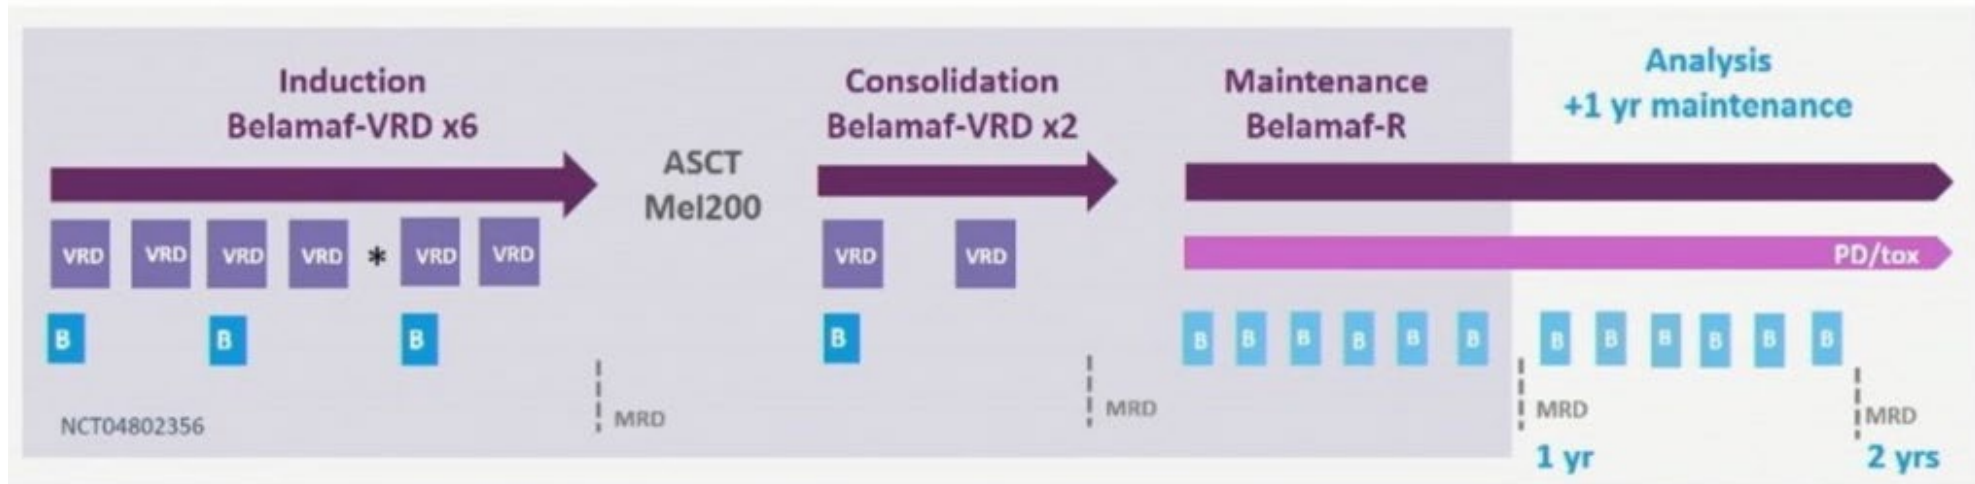 Induction
Belamaf-VRD x6
ASCT
Mel200
Consolidation
Belamaf-VRD x2
Maintenance
Belamaf-R
Analysis
+1 yr maintenance
VRD VRD VRD VRD * VRD VRD
VRD VRD
PD/tox
B B B
B
B B B B B B
B B B B B B
MRD
MRD
MRD
MRD
NCT04802356
1 yr
2 yrs